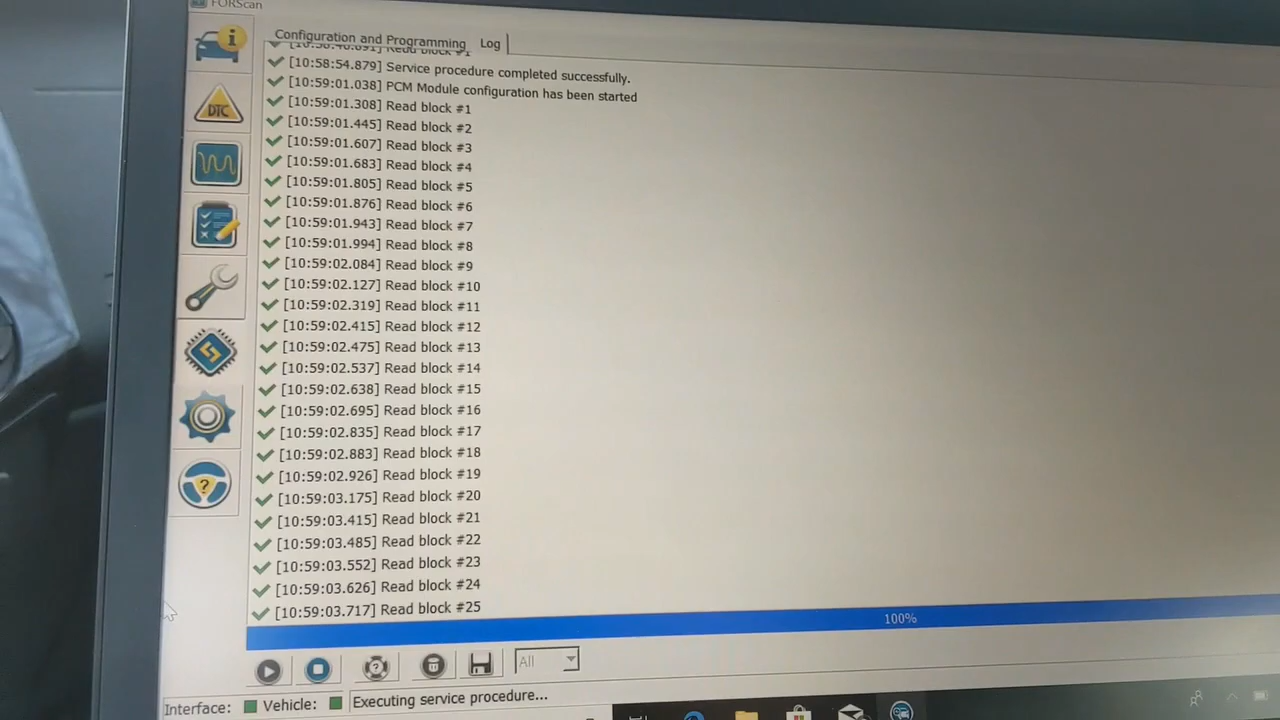 FORScan
Configuration and Programming Log
[10:58:40.891] Read block #1
[10:58:54.879] Service procedure completed successfully.
[10:59:01.038] PCM Module configuration has been started
[10:59:01.308] Read block #1
[10:59:01.445] Read block #2
[10:59:01.607] Read block #3
[10:59:01.683] Read block #4
[10:59:01.805] Read block #5
[10:59:01.876] Read block #6
[10:59:01.943] Read block #7
[10:59:01.994] Read block #8
[10:59:02.084] Read block #9
[10:59:02.127] Read block #10
[10:59:02.319] Read block #11
[10:59:02.415] Read block #12
[10:59:02.475] Read block #13
[10:59:02.537] Read block #14
[10:59:02.638] Read block #15
[10:59:02.695] Read block #16
[10:59:02.835] Read block #17
[10:59:02.883] Read block #18
[10:59:02.926] Read block #19
[10:59:03.175] Read block #20
[10:59:03.415] Read block #21
[10:59:03.485] Read block #22
[10:59:03.552] Read block #23
[10:59:03.626] Read block #24
[10:59:03.717] Read block #25
100%
All
Interface: Vehicle: Executing service procedure...
DTC